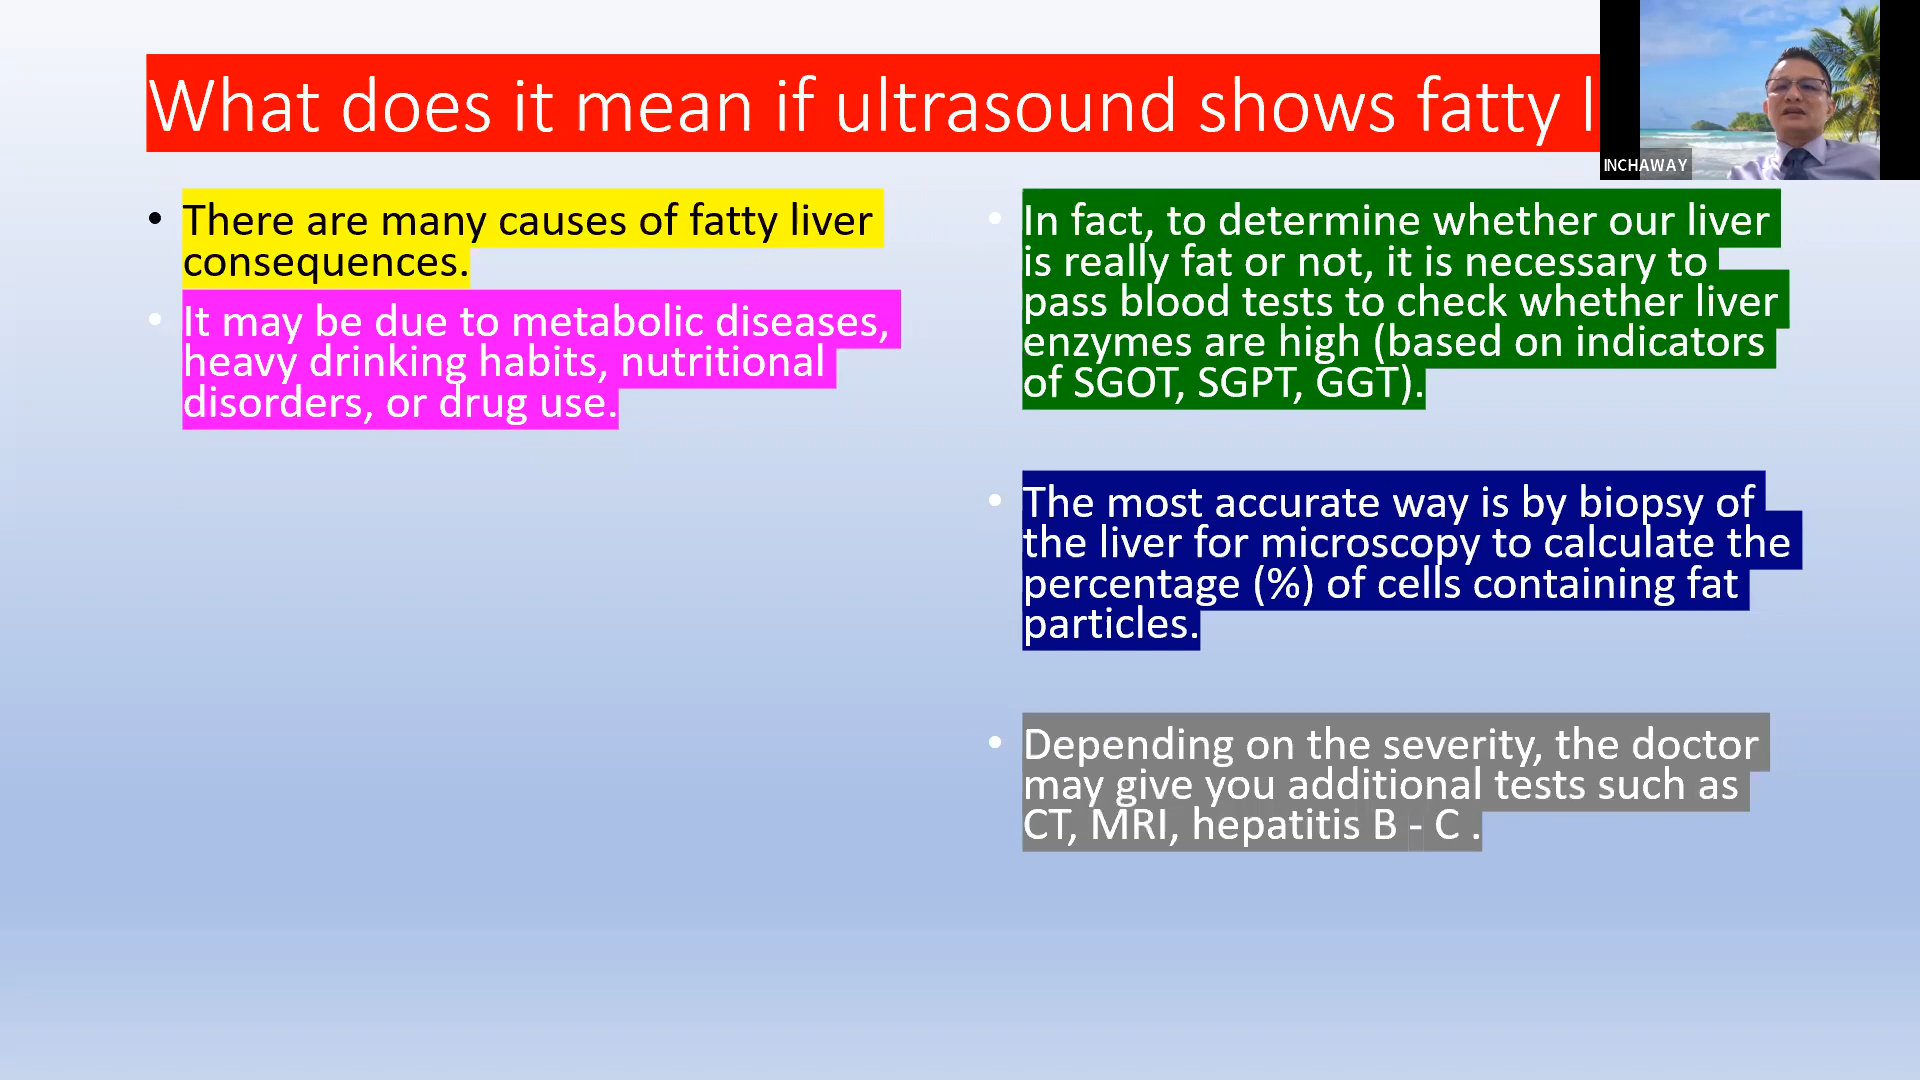 What does it mean if ultrasound shows fatty l
INCHAWAY
• There are many causes of fatty liver
consequences.
• It may be due to metabolic diseases,
heavy drinking habits, nutritional
disorders, or drug use.
• In fact, to determine whether our liver
is really fat or not, it is necessary to
pass blood tests to check whether liver
enzymes are high (based on indicators
of SGOT, SGPT, GGT).
• The most accurate way is by biopsy of
the liver for microscopy to calculate the
percentage (%) of cells containing fat
particles.
• Depending on the severity, the doctor
may give you additional tests such as
CT, MRI, hepatitis B - C .